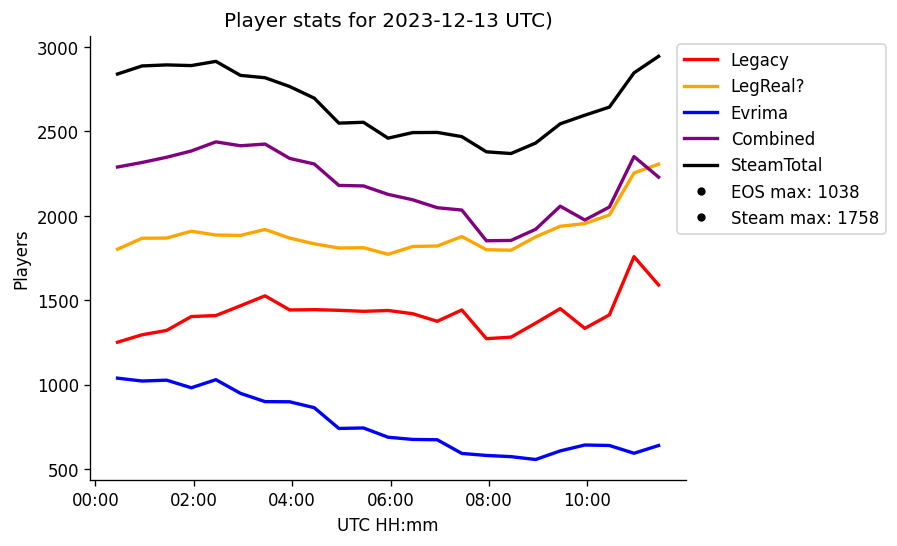 Player stats for 2023-12-13 UTC)
3000
2500
2000
1500
1000
500
Players
00:00
02:00
04:00
06:00
08:00
10:00
UTC HH:mm
Legacy
LegReal?
Evrima
Combined
SteamTotal
EOS max: 1038
Steam max: 1758